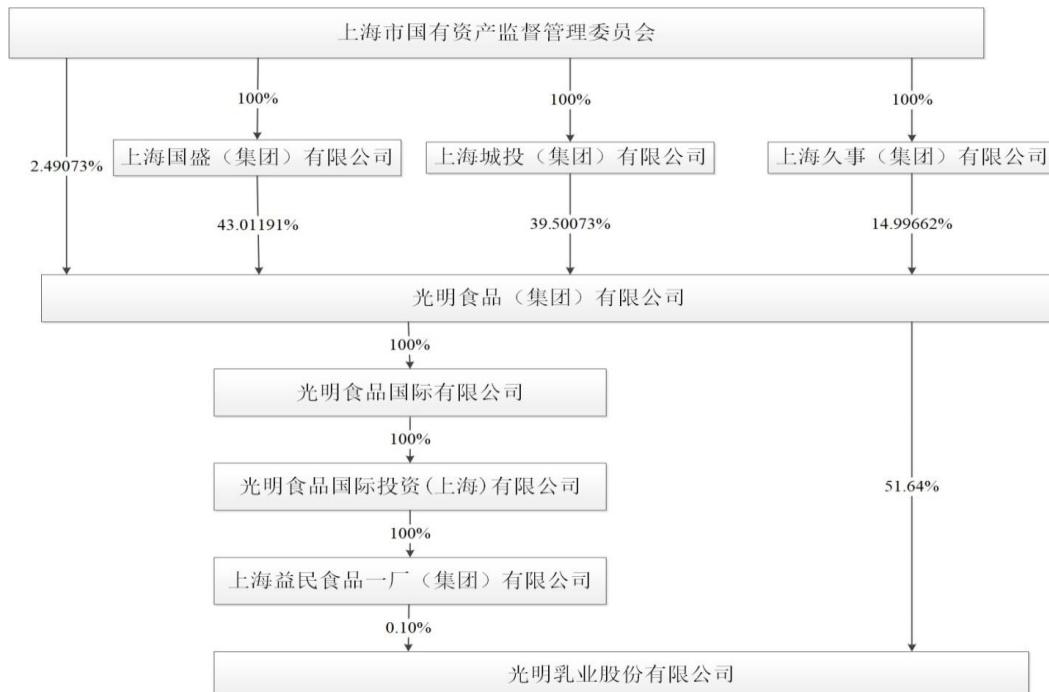 上海市国有资产监督管理委员会
100%
100%
100%
2.49073%
上海国盛（集团）有限公司
上海城投（集团）有限公司
上海久事（集团）有限公司
43.01191%
39.50073%
14.99662%
光明食品（集团）有限公司
100%
光明食品国际有限公司
100%
光明食品国际投资(上海)有限公司
51.64%
100%
上海益民食品一厂（集团）有限公司
0.10%
光明乳业股份有限公司